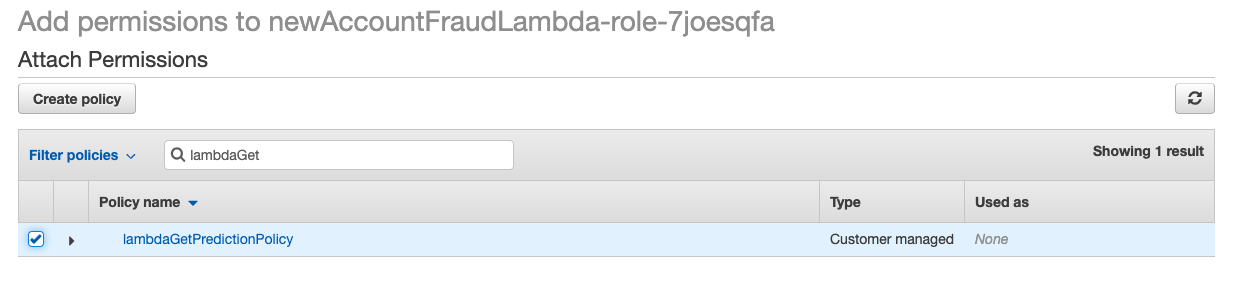 Add permissions to newAccountFraudLambda-role-7joesqfa
Attach Permissions
Create policy
Filter policies lambdaGet Showing 1 result
Policy name Type Used as
lambdaGetPredictionPolicy Customer managed None